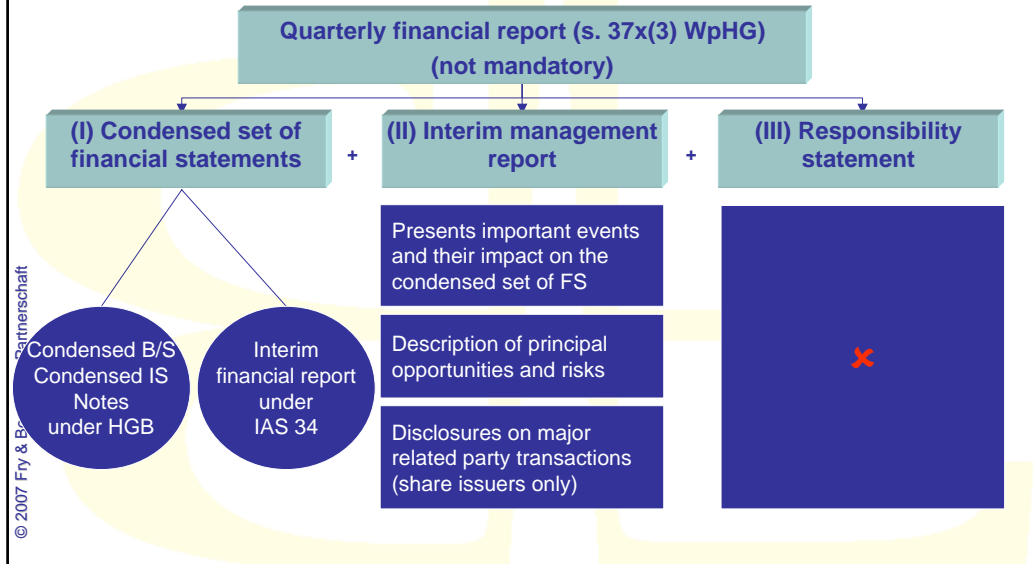 Quarterly financial report (s. 37x(3) WpHG)
(not mandatory)
(I) Condensed set of
financial statements
+
(II) Interim management
report
+
(III) Responsibility
statement
Condensed B/S
Condensed IS
Notes
under HGB
Interim
financial report
under
IAS 34
Presents important events
and their impact on the
condensed set of FS
Description of principal
opportunities and risks
Disclosures on major
related party transactions
(share issuers only)
✘
© 2007 Fry & Partnerschaft